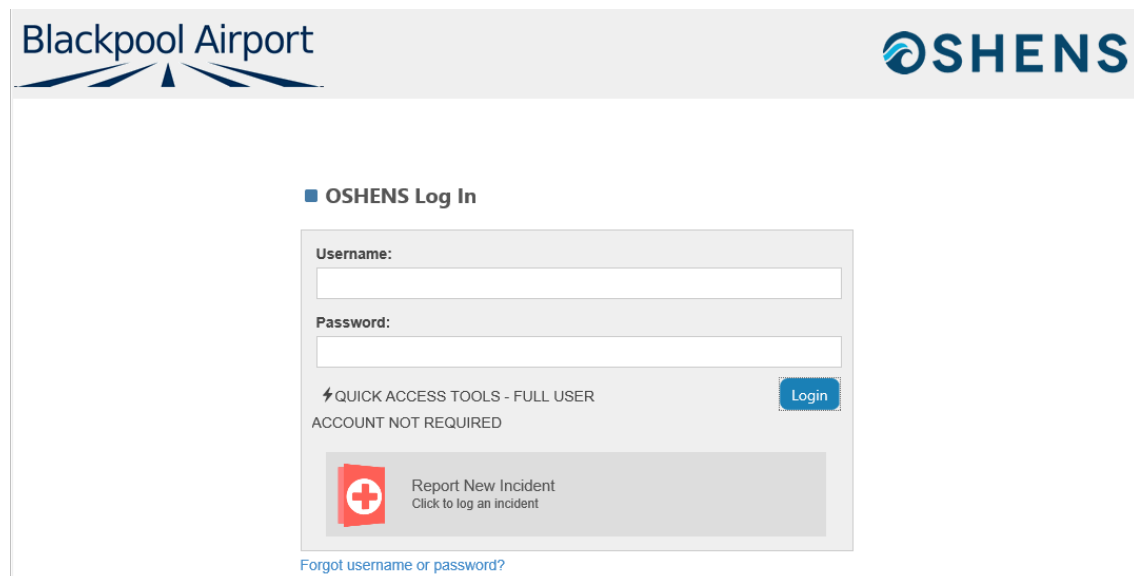 Blackpool Airport
OSHENS
OSHENS Log In
Username:
Password:
QUICK ACCESS TOOLS - FULL USER
ACCOUNT NOT REQUIRED
Login
Report New Incident
Click to log an incident
Forgot username or password?